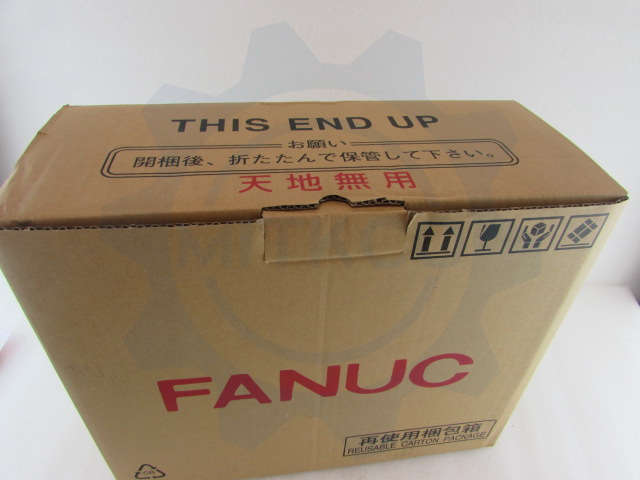 THIS END UP
お願い
開梱後、折たたんで保管して下さい。
天地無用
FANUC
再使用梱包箱
REUSABLE CARTON PACKAGE